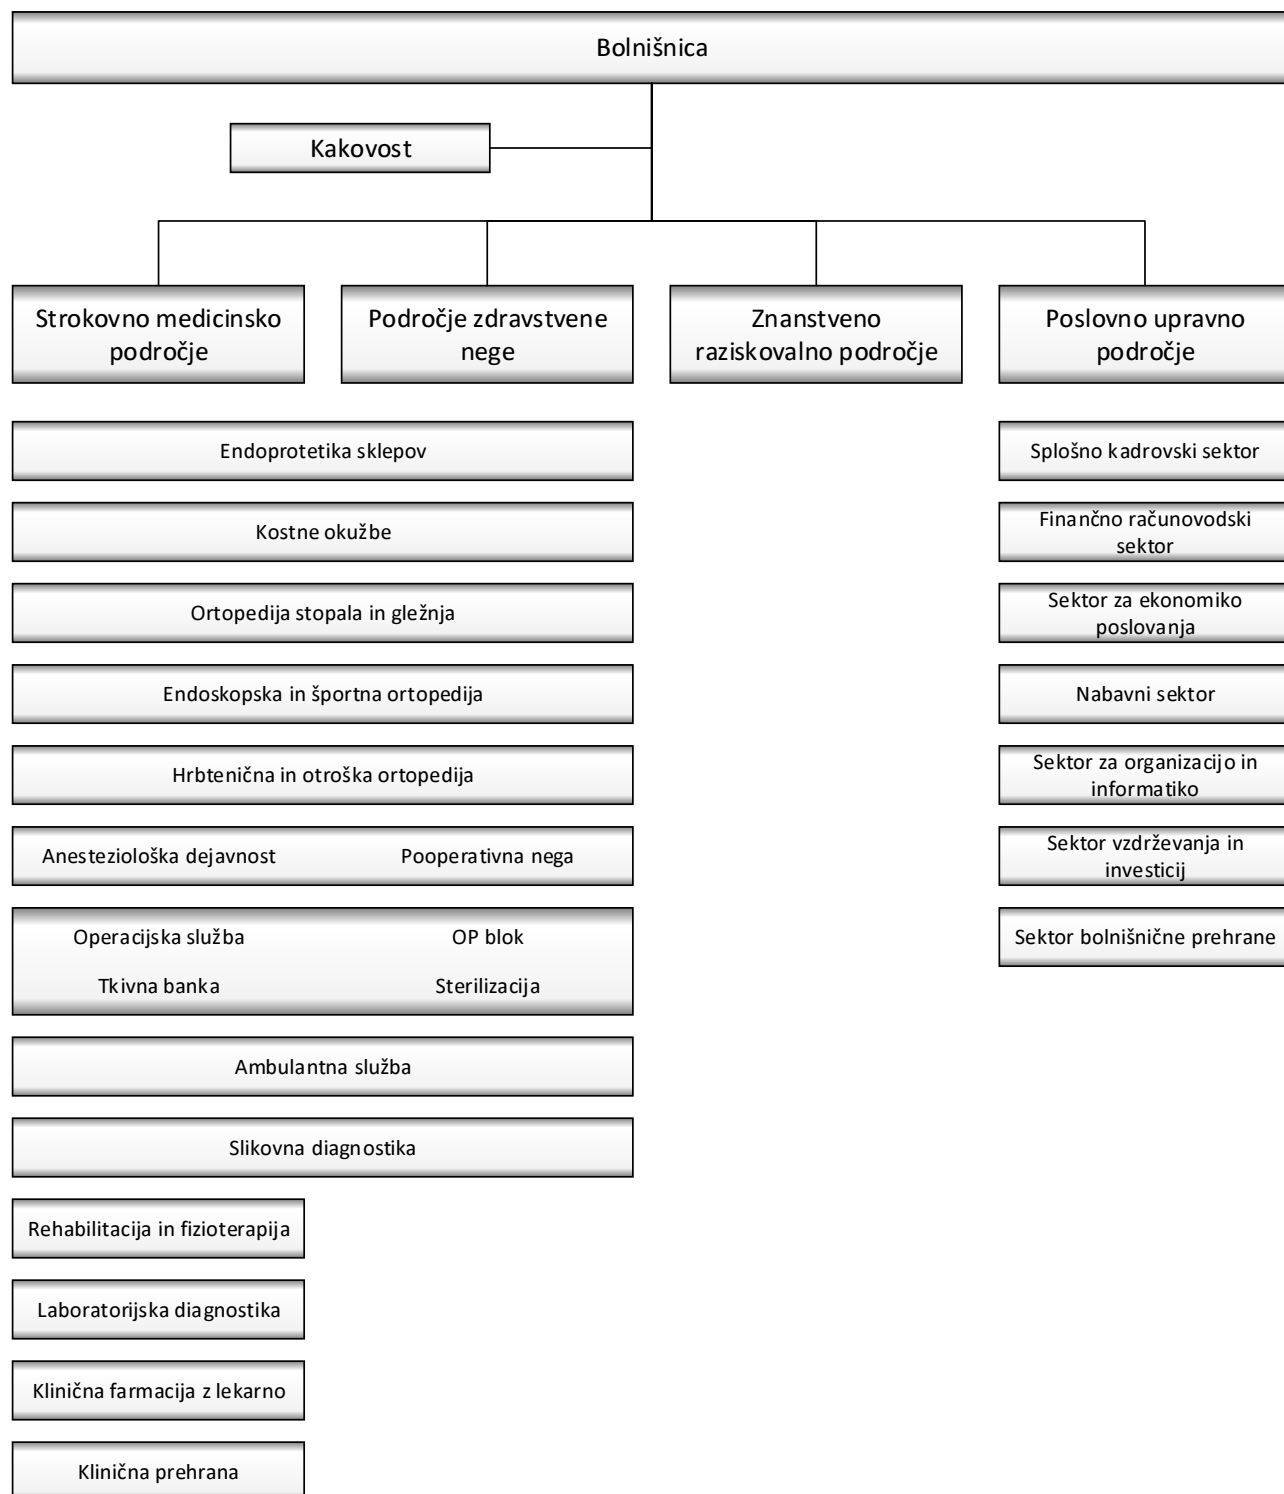 Bolnišnica
Kakovost
Strokovno medicinsko
področje
Področje zdravstvene
nege
Znanstveno
raziskovalno področje
Poslovno upravno
področje
Endoprotetika sklepov
Kostne okužbe
Ortopedija stopala in gležnja
Endoskopska in športna ortopedija
Hrbtenična in otroška ortopedija
Anesteziološka dejavnost
Pooperativna nega
Operacijska služba
OP blok
Tkivna banka
Sterilizacija
Ambulantna služba
Slikovna diagnostika
Rehabilitacija in fizioterapija
Laboratorijska diagnostika
Klinična farmacija z lekarno
Klinična prehrana
Splošno kadrovski sektor
Finančno računovodski
sektor
Sektor za ekonomiko
poslovanja
Nabavni sektor
Sektor za organizacijo in
informatiko
Sektor vzdrževanja in
investicij
Sektor bolnišnične prehrane